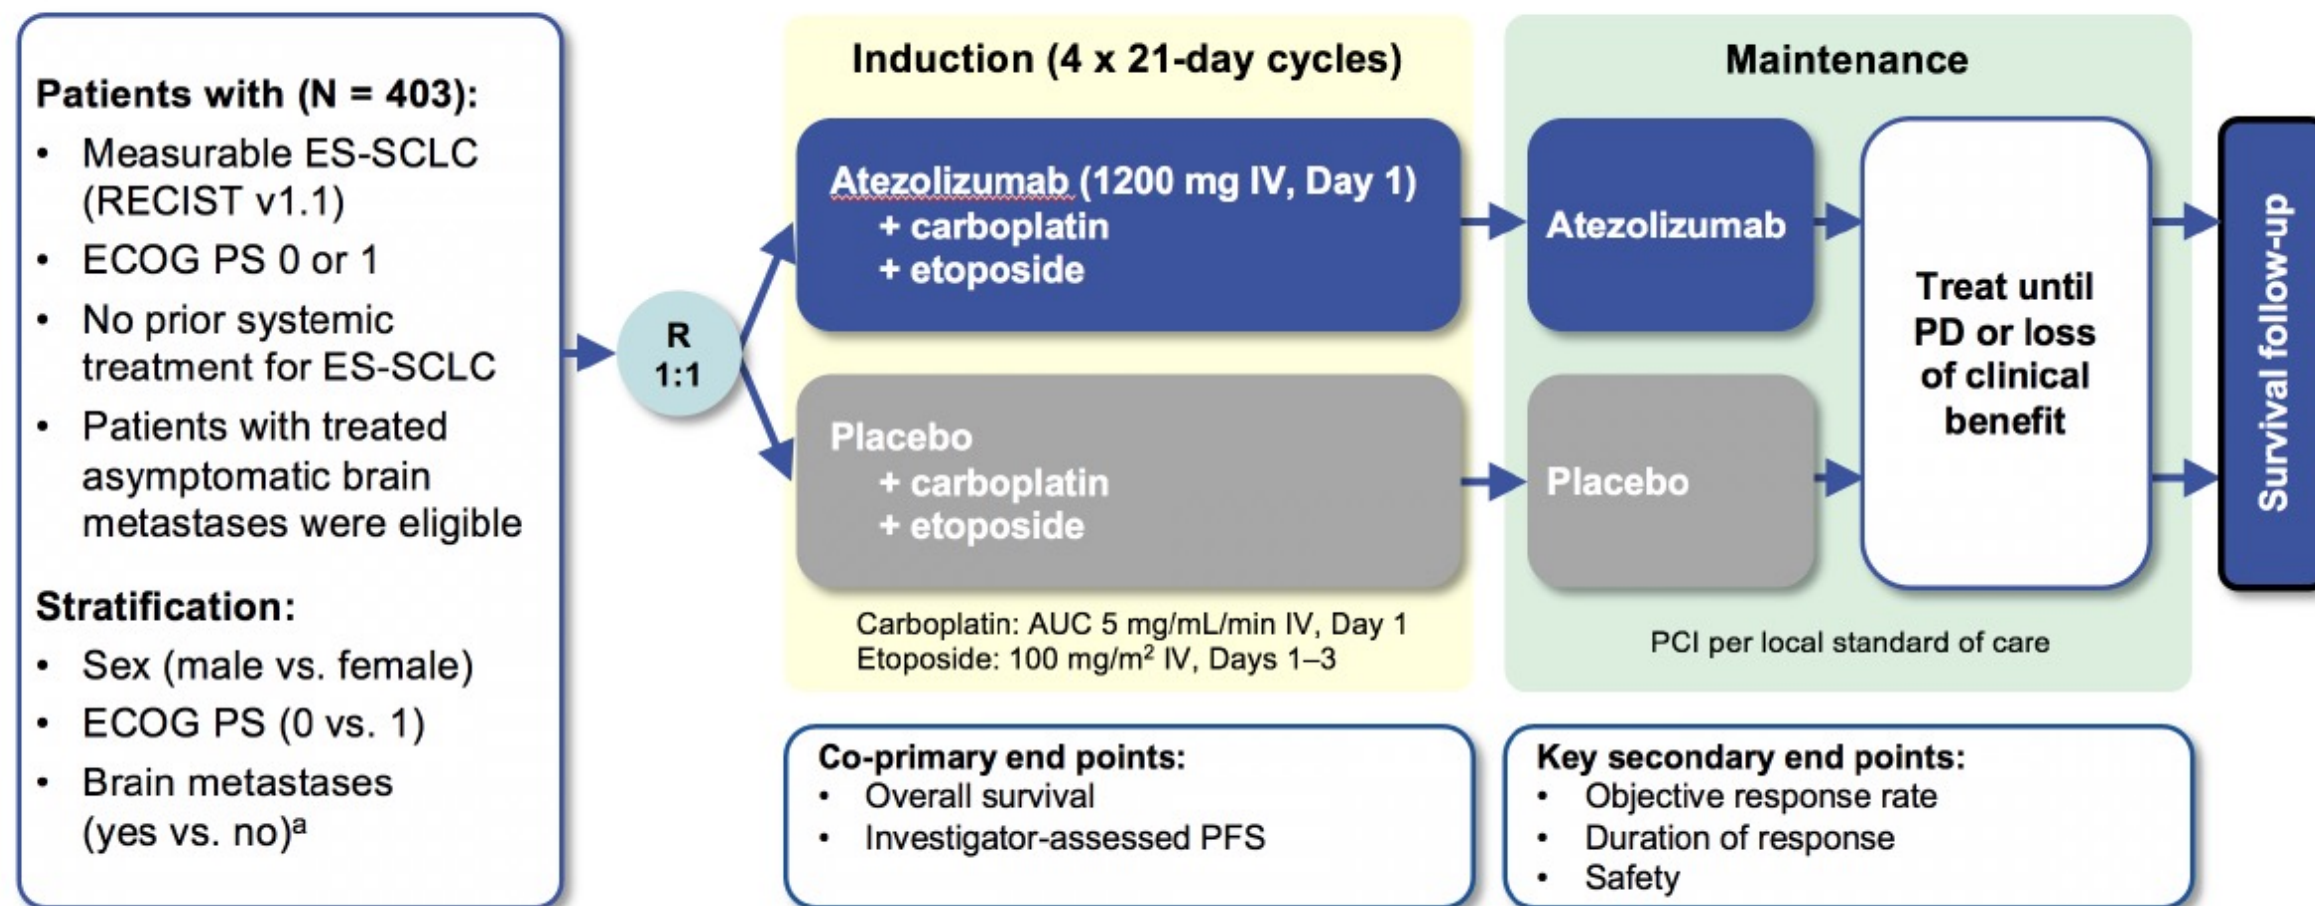 Patients with (N = 403):
• Measurable ES-SCLC
(RECIST v1.1)
• ECOG PS 0 or 1
• No prior systemic
treatment for ES-SCLC
• Patients with treated
asymptomatic brain
metastases were eligible
Stratification:
• Sex (male vs. female)
• ECOG PS (0 vs. 1)
• Brain metastases
(yes vs. no)ᵃ
R
1:1
Induction (4 x 21-day cycles)
Atezolizumab (1200 mg IV, Day 1)
+ carboplatin
+ etoposide
Placebo
+ carboplatin
+ etoposide
Carboplatin: AUC 5 mg/mL/min IV, Day 1
Etoposide: 100 mg/m² IV, Days 1–3
Maintenance
Atezolizumab
Placebo
Treat until
PD or loss
of clinical
benefit
PCI per local standard of care
Survival follow-up
Co-primary end points:
• Overall survival
• Investigator-assessed PFS
Key secondary end points:
• Objective response rate
• Duration of response
• Safety